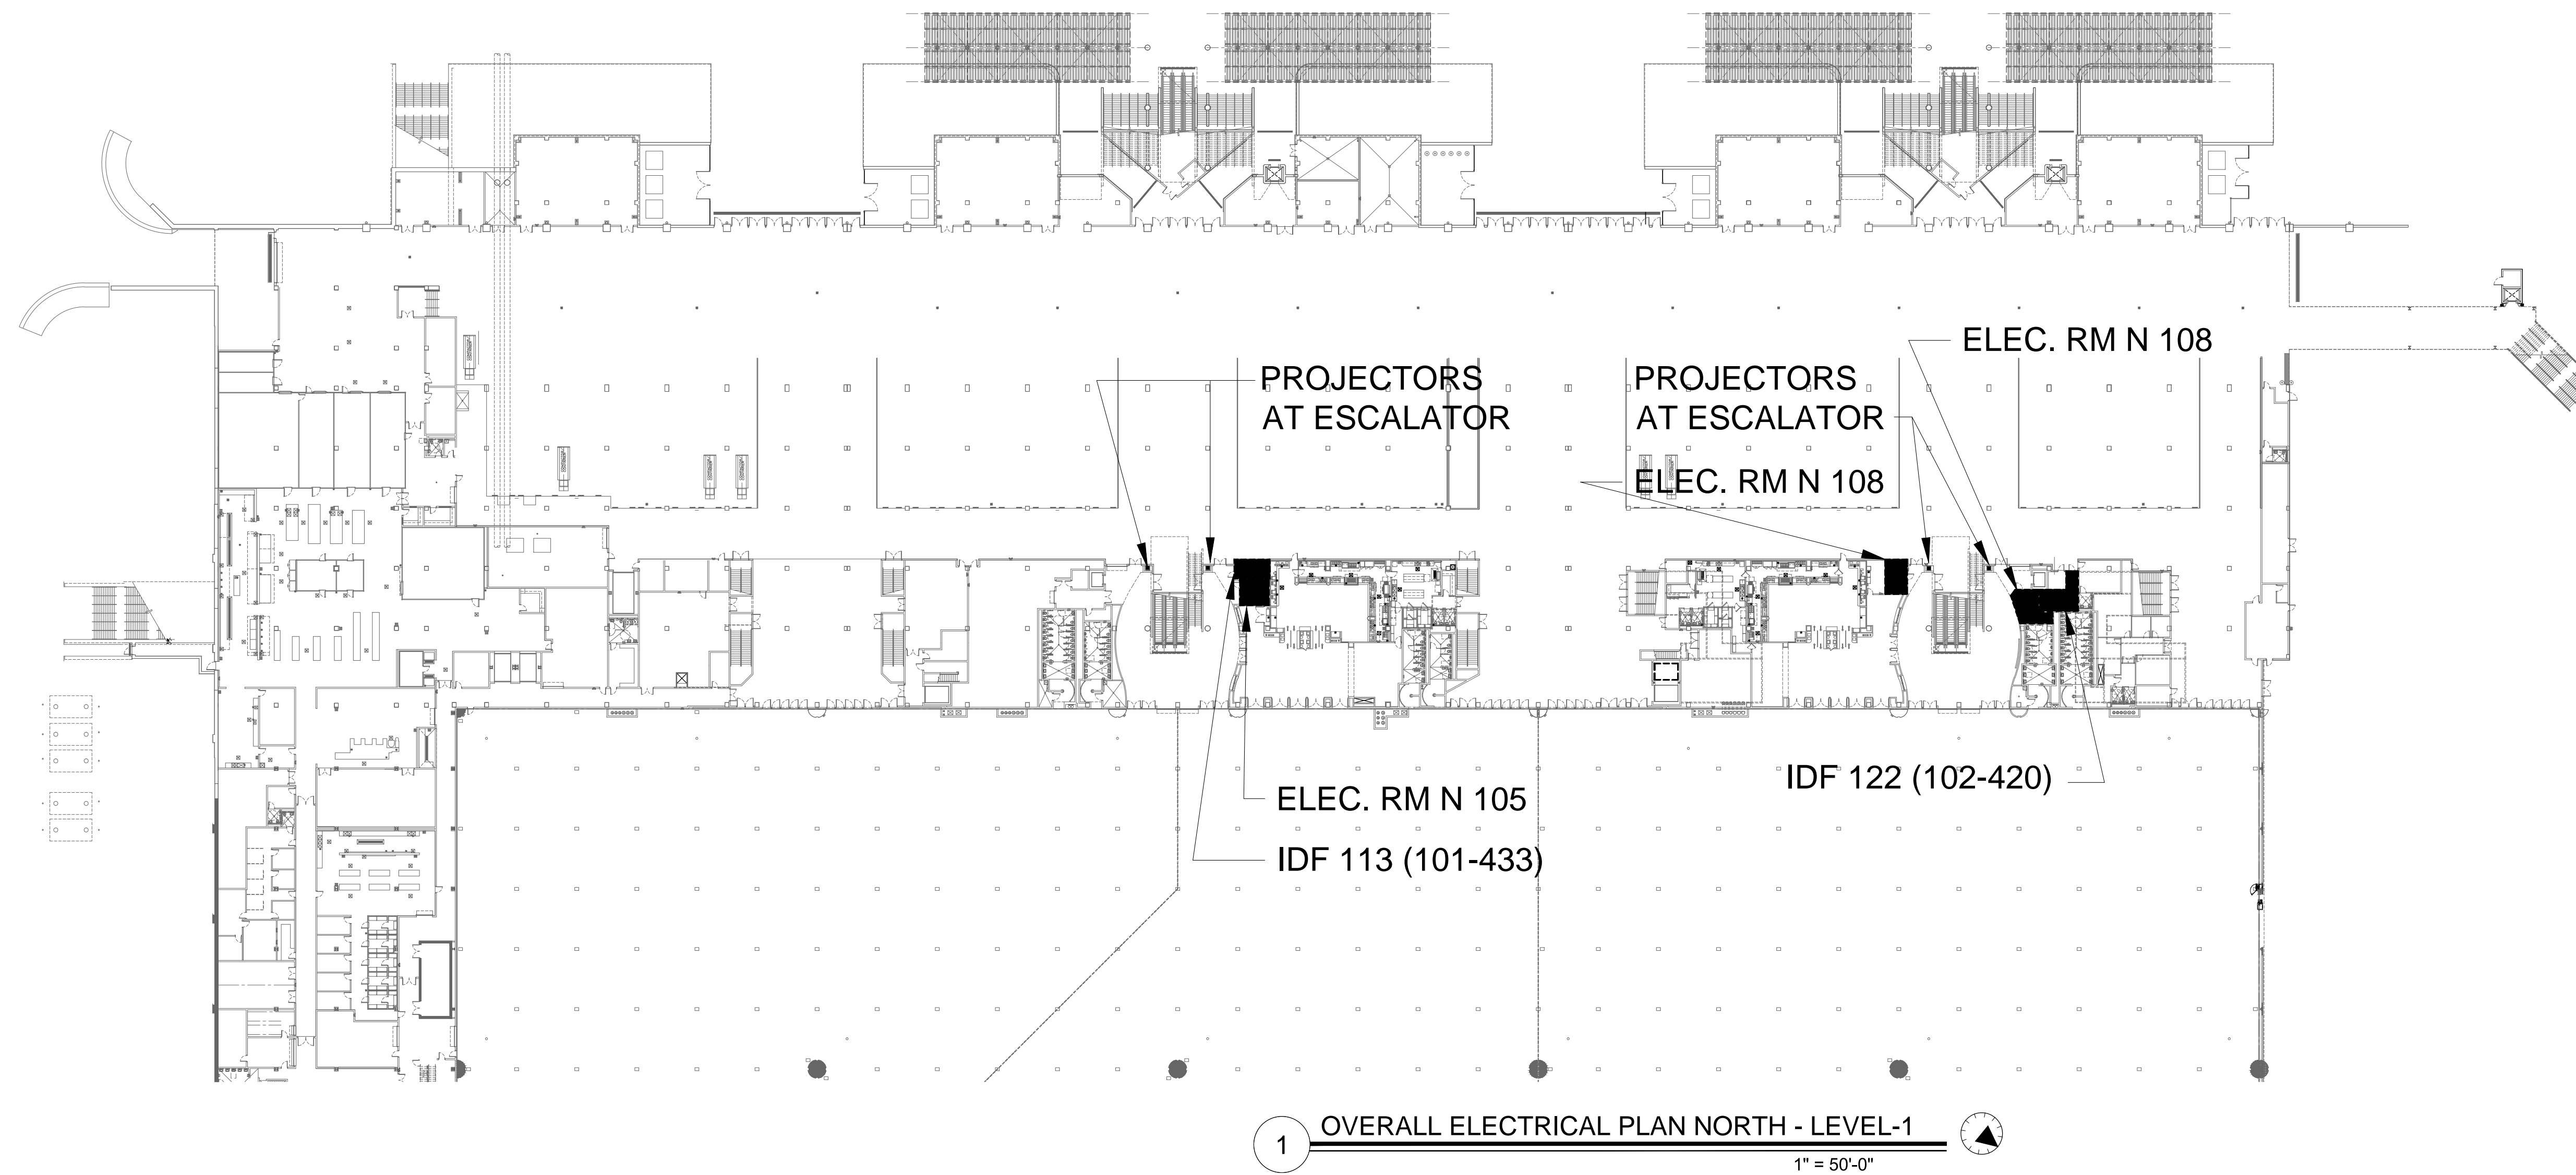 ELEC. RM N 108
PROJECTORS
AT ESCALATOR
PROJECTORS
AT ESCALATOR
ELEC. RM N 108
IDF 122 (102-420)
ELEC. RM N 105
IDF 113 (101-433)
1
OVERALL ELECTRICAL PLAN NORTH - LEVEL-1
1" = 50'-0"